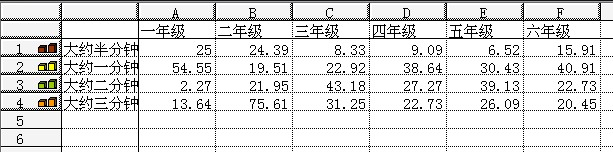 A B C D E F
一年级 二年级 三年级 四年级 五年级 六年级
1 大约半分钟 25 24.39 8.33 9.09 6.52 15.91
2 大约一分钟 54.55 19.51 22.92 38.64 30.43 40.91
3 大约二分钟 2.27 21.95 43.18 27.27 39.13 22.73
4 大约三分钟 13.64 75.61 31.25 22.73 26.09 20.45
5
6